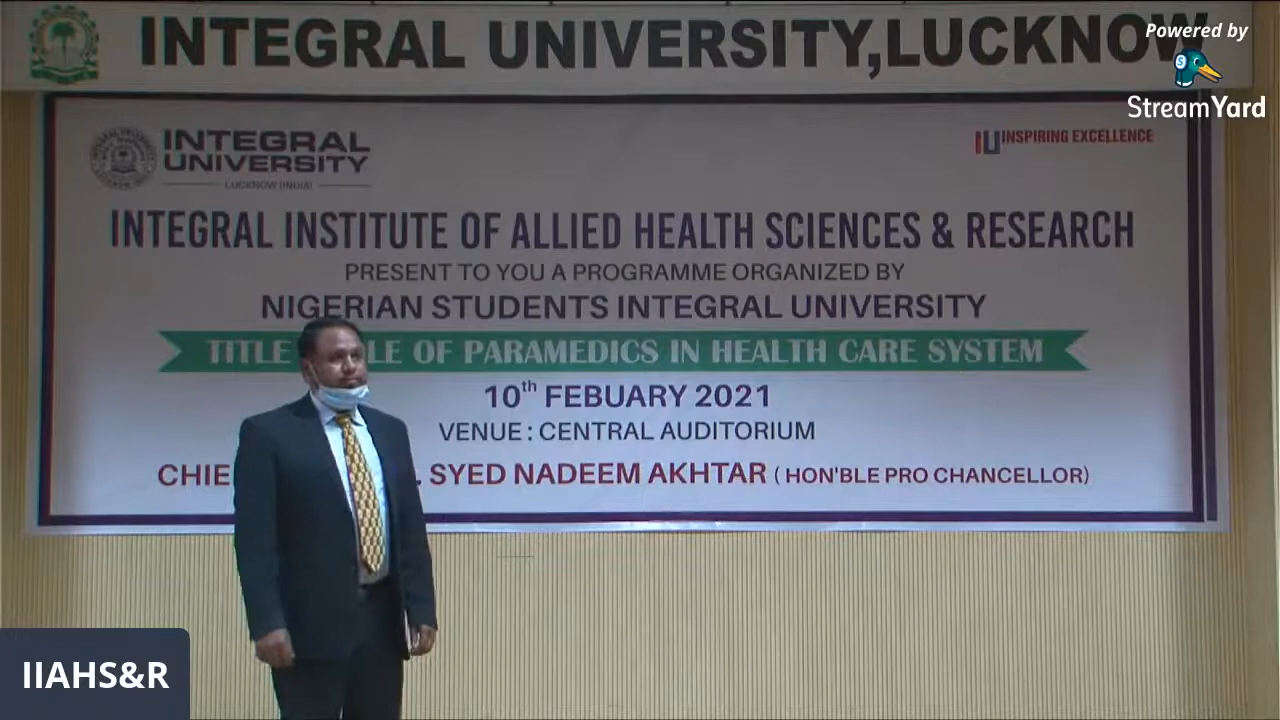 INTEGRAL UNIVERSITY, LUCKNOW
Powered by
StreamYard
INTEGRAL
UNIVERSITY
LUCKNOW (INDIA)
IU INSPIRING EXCELLENCE
INTEGRAL INSTITUTE OF ALLIED HEALTH SCIENCES & RESEARCH
PRESENT TO YOU A PROGRAMME ORGANIZED BY
NIGERIAN STUDENTS INTEGRAL UNIVERSITY
TITLE LE OF PARAMEDICS IN HEALTH CARE SYSTEM
10th FEBUARY 2021
VENUE : CENTRAL AUDITORIUM
CHIE . SYED NADEEM AKHTAR ( HON'BLE PRO CHANCELLOR)
IIAHS&R